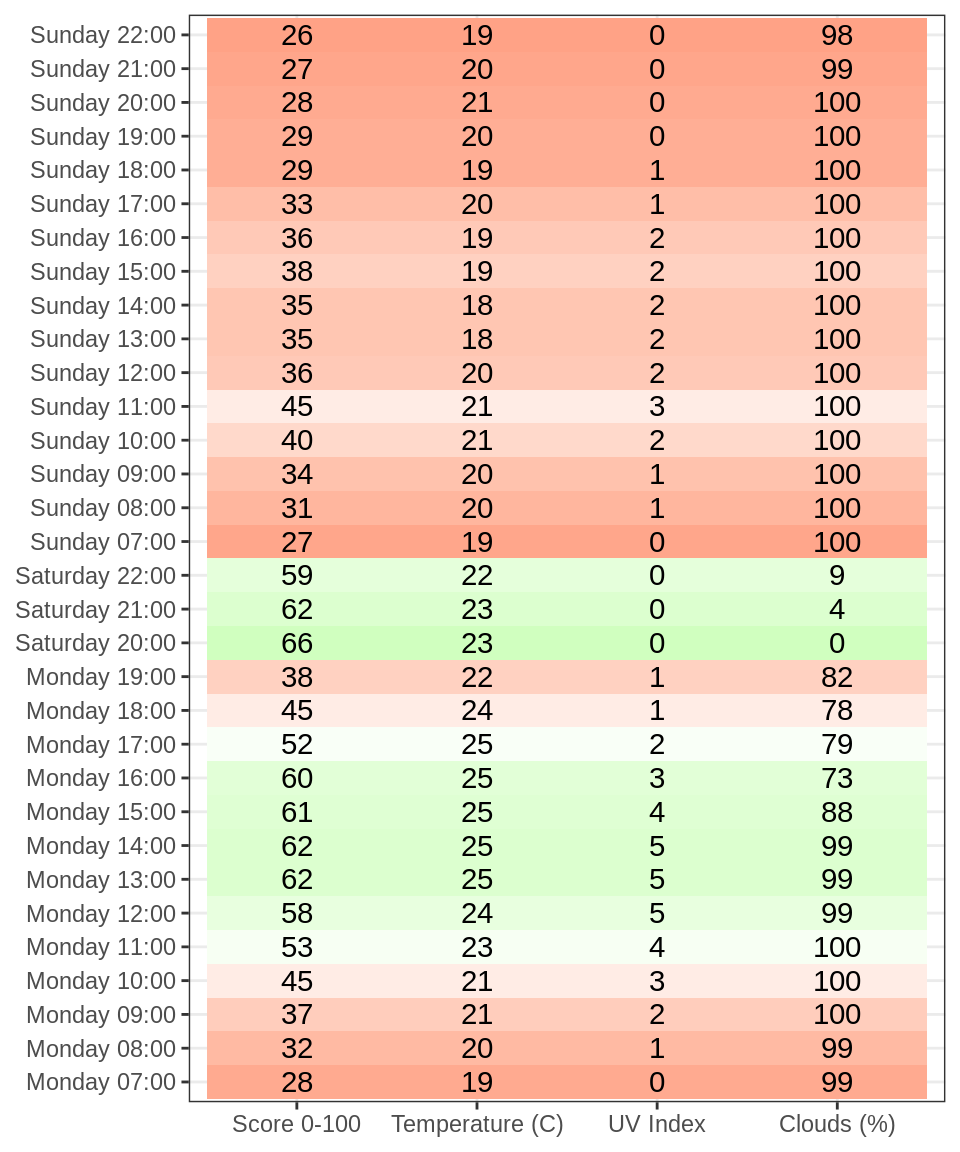 Sunday 22:00 26 19 0 98
Sunday 21:00 27 20 0 99
Sunday 20:00 28 21 0 100
Sunday 19:00 29 20 0 100
Sunday 18:00 29 19 1 100
Sunday 17:00 33 20 1 100
Sunday 16:00 36 19 2 100
Sunday 15:00 38 19 2 100
Sunday 14:00 35 18 2 100
Sunday 13:00 35 18 2 100
Sunday 12:00 36 20 2 100
Sunday 11:00 45 21 3 100
Sunday 10:00 40 21 2 100
Sunday 09:00 34 20 1 100
Sunday 08:00 31 20 1 100
Sunday 07:00 27 19 0 100
Saturday 22:00 59 22 0 9
Saturday 21:00 62 23 0 4
Saturday 20:00 66 23 0 0
Monday 19:00 38 22 1 82
Monday 18:00 45 24 1 78
Monday 17:00 52 25 2 79
Monday 16:00 60 25 3 73
Monday 15:00 61 25 4 88
Monday 14:00 62 25 5 99
Monday 13:00 62 25 5 99
Monday 12:00 58 24 5 99
Monday 11:00 53 23 4 100
Monday 10:00 45 21 3 100
Monday 09:00 37 21 2 100
Monday 08:00 32 20 1 99
Monday 07:00 28 19 0 99
Score 0-100 Temperature (C) UV Index Clouds (%)